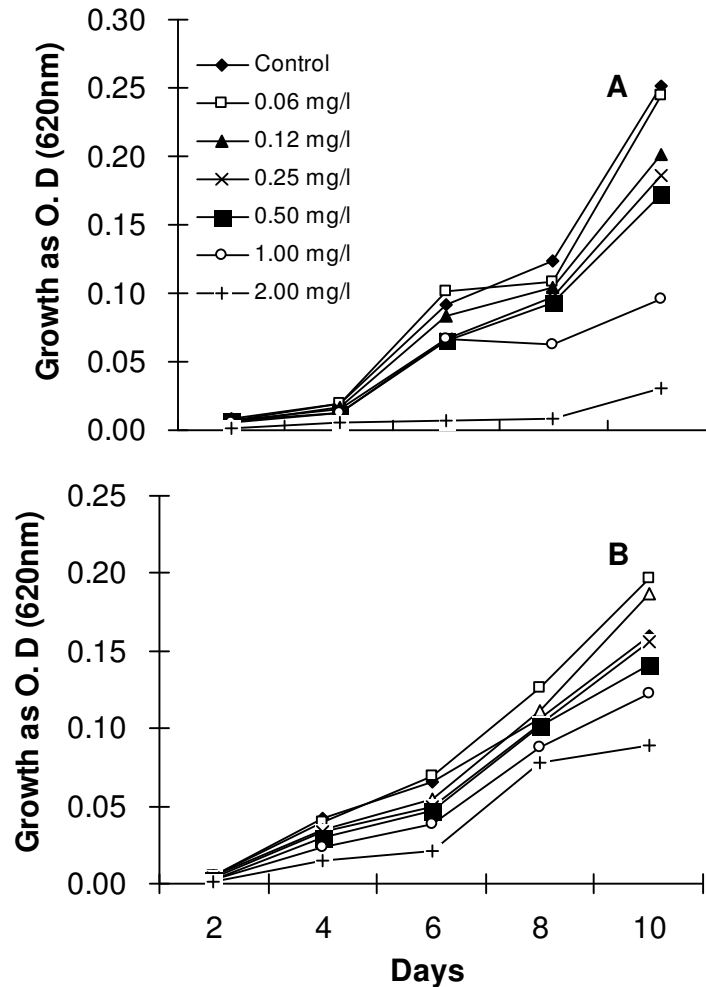 0.30
0.25
0.20
0.15
0.10
0.05
0.00
Growth as O. D (620nm)
A
Control
0.06 mg/l
0.12 mg/l
0.25 mg/l
0.50 mg/l
1.00 mg/l
2.00 mg/l
0.25
0.20
0.15
0.10
0.05
0.00
Growth as O. D (620nm)
B
2 4 6 8 10
Days